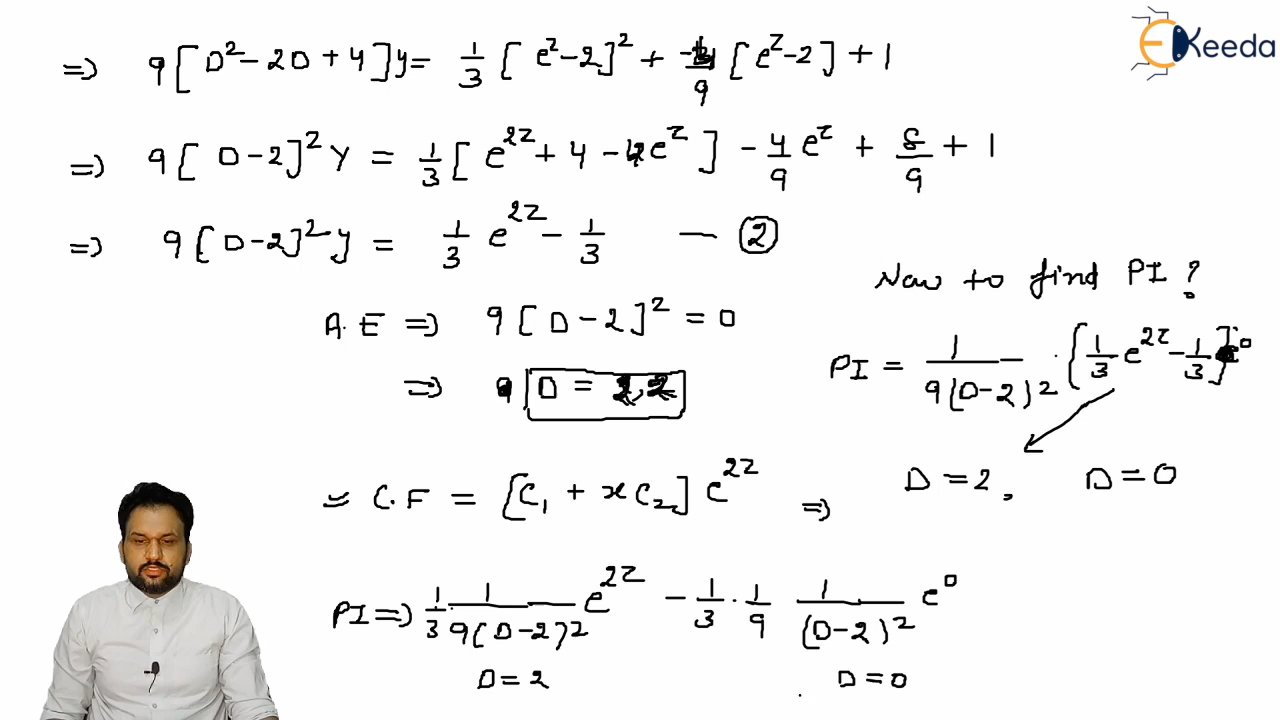 EKeeda
=> 9[D² - 2D + 4]y = 1/3 [e^z - 2]² + /9 [e^z - 2] + 1
=> 9[D - 2]² y = 1/3 [e^2z + 4 - 4e^z] - 4/9 e^z + 8/9 + 1
=> 9[D - 2]² y = 1/3 e^2z - 1/3 — ②
A.E => 9[D - 2]² = 0
=> D = 2, 2
C.F = [C₁ + xC₂] e^2z =>
Now to find PI?
PI = 1/9(D - 2)² · {1/3 e^2z - 1/3} e^0
D = 2, D = 0
PI => 1/3 · 1/9(D - 2)² e^2z - 1/3 · 1/9 1/(D - 2)² e^0
D = 2 D = 0